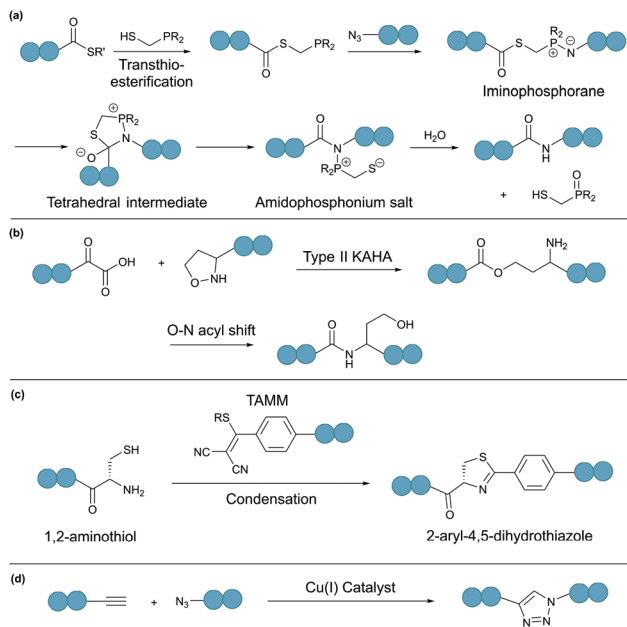 (a)
O
SR'
HS PR2
Transthio-
esterification
S PR2
O
N3
O
S R2
P
⊕ ⊖
N
Iminophosphorane
⊕
PR2
S
N
⊖
O
Tetrahedral intermediate
O
N
R2P S⊖
⊕
Amidophosphonium salt
H2O
O
N
H
+ O
HS PR2
(b)
O
OH
O
+
O NH
Type II KAHA
O NH2
O
O-N acyl shift
OH
O
N
H
(c)
TAMM
RS
CN
CN
SH
NH2
O
1,2-aminothiol
Condensation
S
N
O
2-aryl-4,5-dihydrothiazole
(d)
+ N3
Cu(I) Catalyst
N
N=N